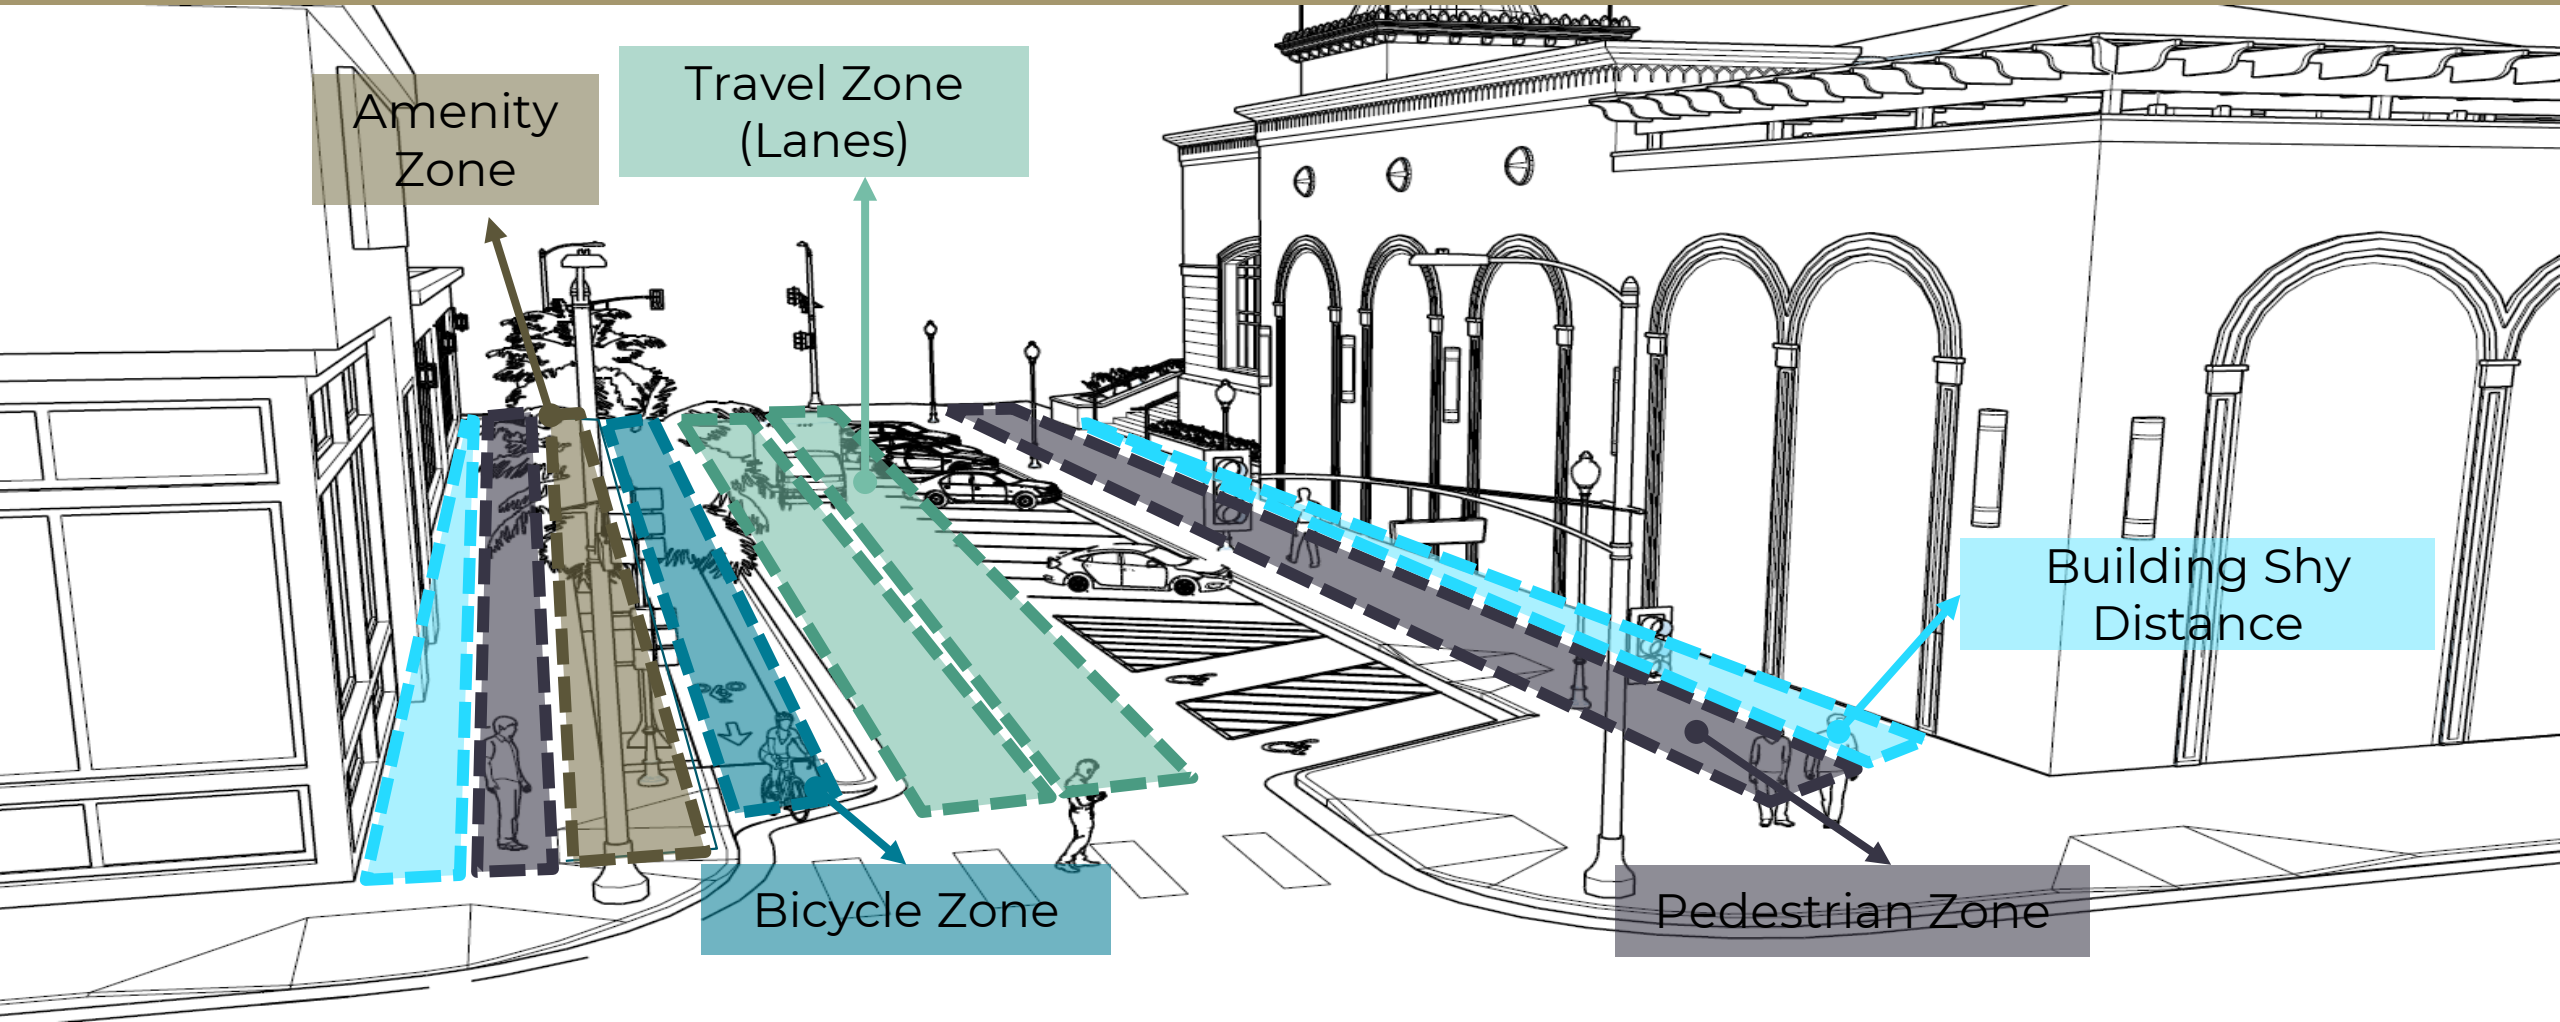 Amenity
Zone
Travel Zone
(Lanes)
Building Shy
Distance
Bicycle Zone
Pedestrian Zone